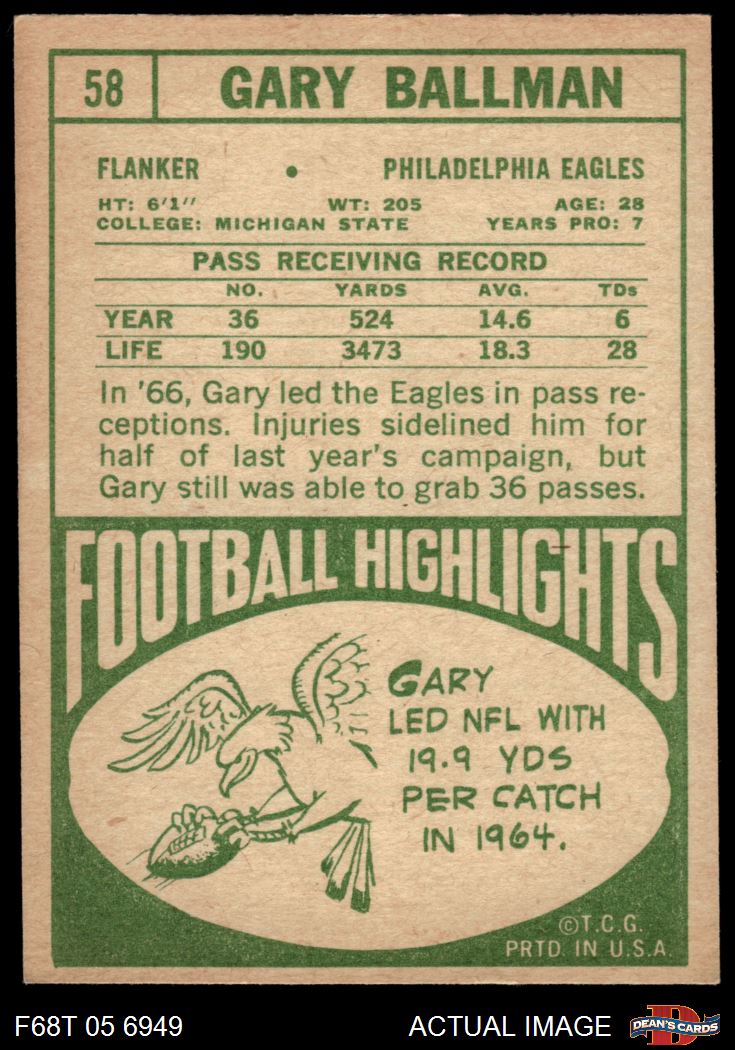 58 GARY BALLMAN
FLANKER • PHILADELPHIA EAGLES
HT: 6'1" WT: 205 AGE: 28
COLLEGE: MICHIGAN STATE YEARS PRO: 7
PASS RECEIVING RECORD
NO. YARDS AVG. TDs
YEAR 36 524 14.6 6
LIFE 190 3473 18.3 28
In '66, Gary led the Eagles in pass re-
ceptions. Injuries sidelined him for
half of last year's campaign, but
Gary still was able to grab 36 passes.
FOOTBALL HIGHLIGHTS
GARY
LED NFL WITH
19.9 YDS
PER CATCH
IN 1964.
©T.C.G.
PRTD. IN U.S.A.
F68T 05 6949 ACTUAL IMAGE D DEAN'S CARDS